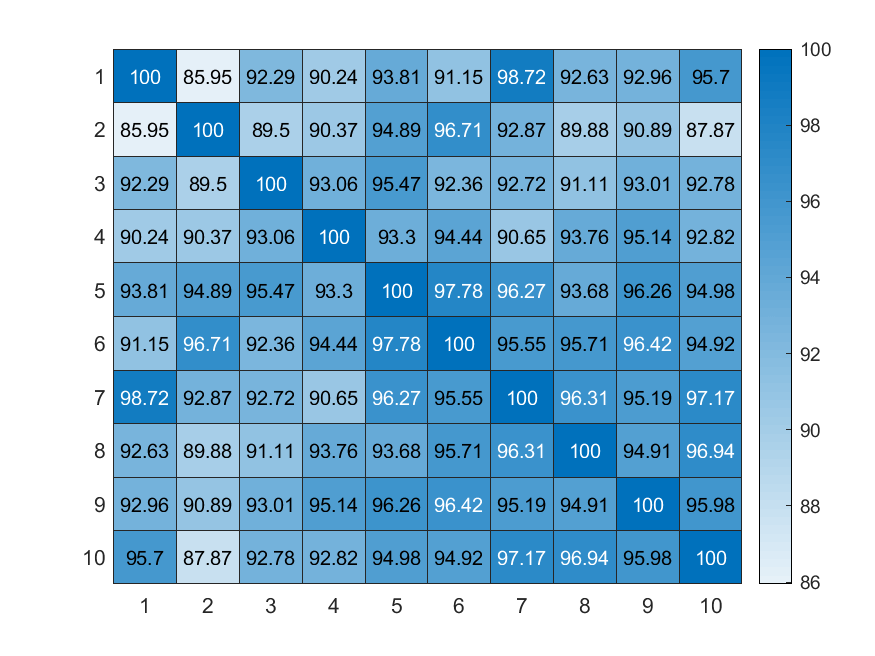 1 100 85.95 92.29 90.24 93.81 91.15 98.72 92.63 92.96 95.7
2 85.95 100 89.5 90.37 94.89 96.71 92.87 89.88 90.89 87.87
3 92.29 89.5 100 93.06 95.47 92.36 92.72 91.11 93.01 92.78
4 90.24 90.37 93.06 100 93.3 94.44 90.65 93.76 95.14 92.82
5 93.81 94.89 95.47 93.3 100 97.78 96.27 93.68 96.26 94.98
6 91.15 96.71 92.36 94.44 97.78 100 95.55 95.71 96.42 94.92
7 98.72 92.87 92.72 90.65 96.27 95.55 100 96.31 95.19 97.17
8 92.63 89.88 91.11 93.76 93.68 95.71 96.31 100 94.91 96.94
9 92.96 90.89 93.01 95.14 96.26 96.42 95.19 94.91 100 95.98
10 95.7 87.87 92.78 92.82 94.98 94.92 97.17 96.94 95.98 100
1 2 3 4 5 6 7 8 9 10
100
98
96
94
92
90
88
86